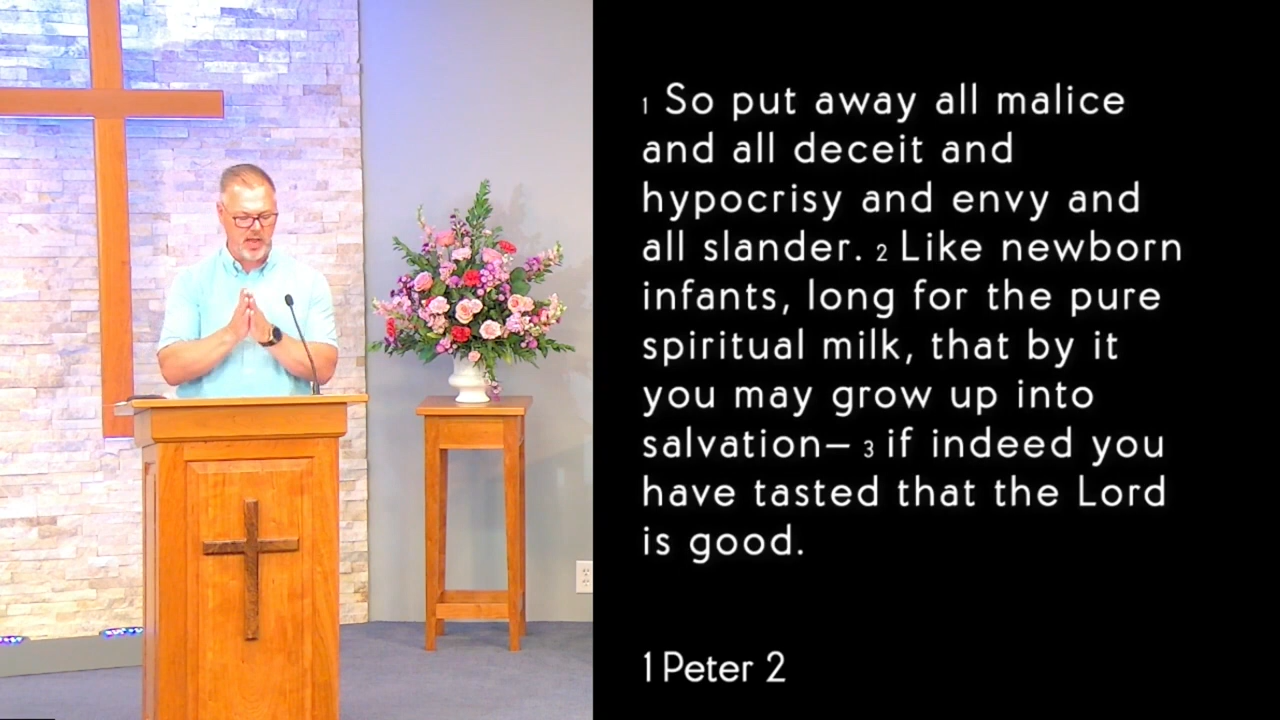 1 So put away all malice
and all deceit and
hypocrisy and envy and
all slander. 2 Like newborn
infants, long for the pure
spiritual milk, that by it
you may grow up into
salvation— 3 if indeed you
have tasted that the Lord
is good.
1 Peter 2